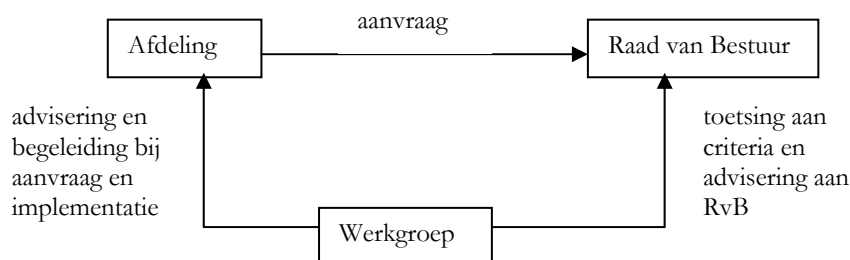 aanvraag
Afdeling
Raad van Bestuur
advisering en
begeleiding bij
aanvraag en
implementatie
toetsing aan
criteria en
advisering aan
RvB
Werkgroep